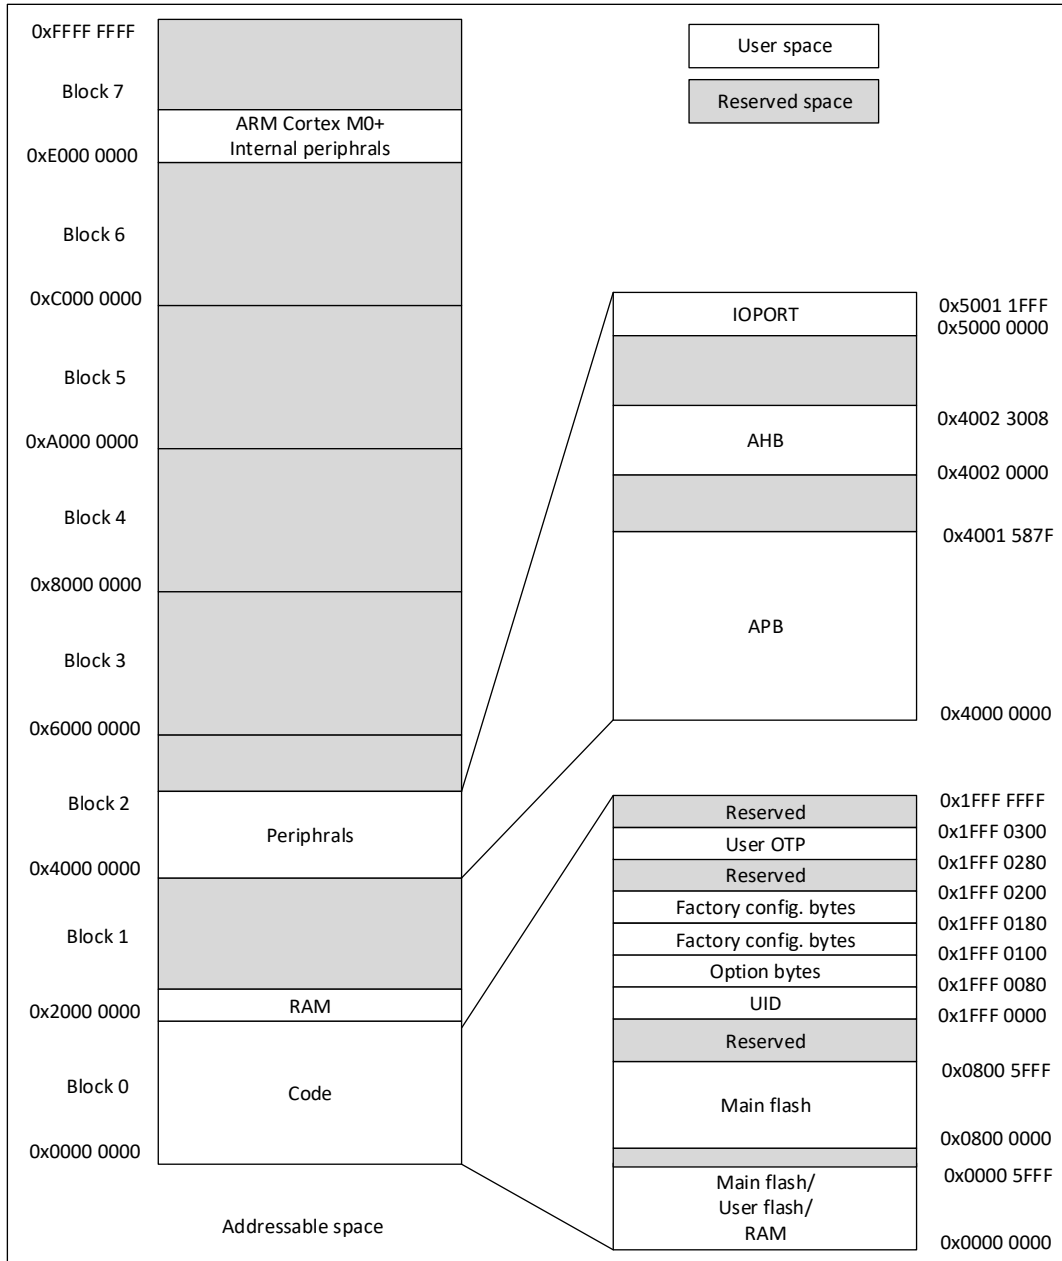 0xFFFF FFFF
Block 7
ARM Cortex M0+
Internal periphrals
0xE000 0000
Block 6
0xC000 0000
Block 5
0xA000 0000
Block 4
0x8000 0000
Block 3
0x6000 0000
Block 2
Periphrals
0x4000 0000
Block 1
RAM
0x2000 0000
Block 0
Code
0x0000 0000
Addressable space
User space
Reserved space
IOPORT
0x5001 1FFF
0x5000 0000
AHB
0x4002 3008
0x4002 0000
0x4001 587F
APB
0x4000 0000
Reserved
0x1FFF FFFF
0x1FFF 0300
User OTP
0x1FFF 0280
Reserved
0x1FFF 0200
Factory config. bytes
0x1FFF 0180
Factory config. bytes
0x1FFF 0100
Option bytes
0x1FFF 0080
UID
0x1FFF 0000
Reserved
0x0800 5FFF
Main flash
0x0800 0000
0x0000 5FFF
Main flash/
User flash/
RAM
0x0000 0000